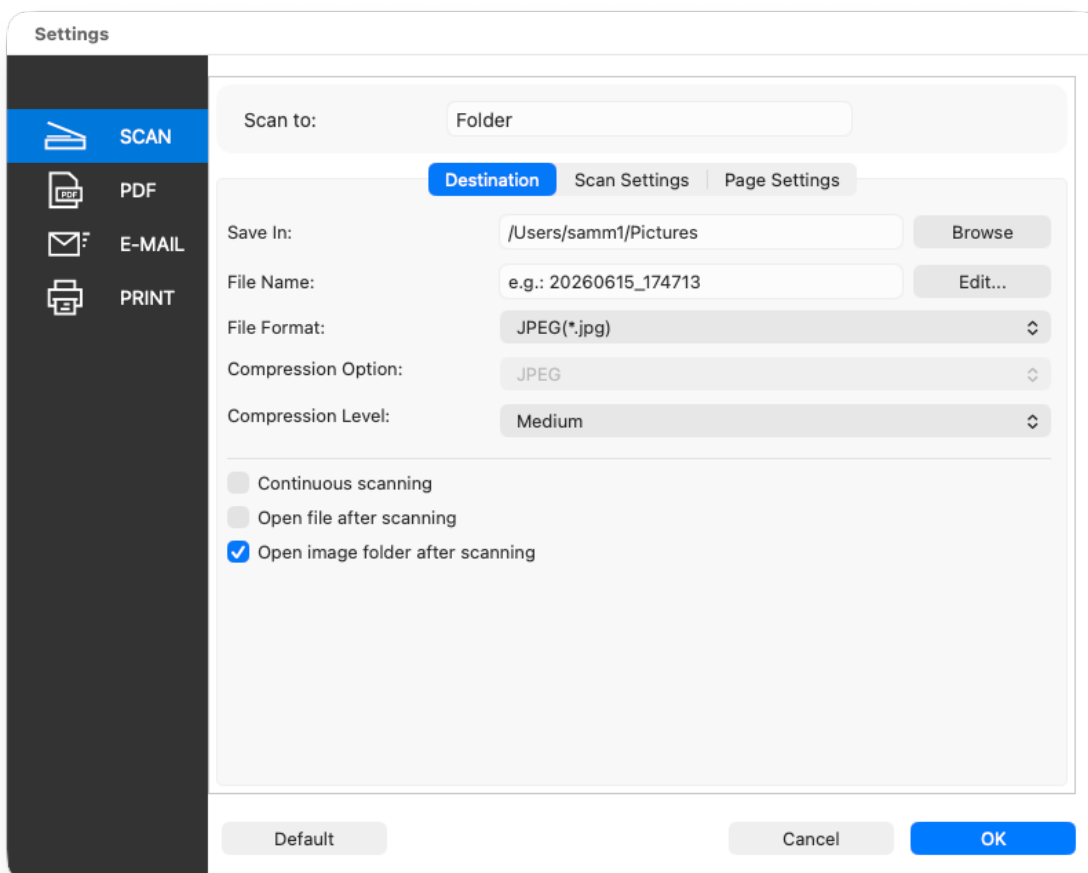 Settings
SCAN
PDF
PDF
E-MAIL
PRINT
Scan to: Folder
Destination Scan Settings Page Settings
Save In: /Users/samm1/Pictures Browse
File Name: e.g.: 20260615_174713 Edit...
File Format: JPEG(*.jpg)
Compression Option: JPEG
Compression Level: Medium
Continuous scanning
Open file after scanning
Open image folder after scanning
Default Cancel OK